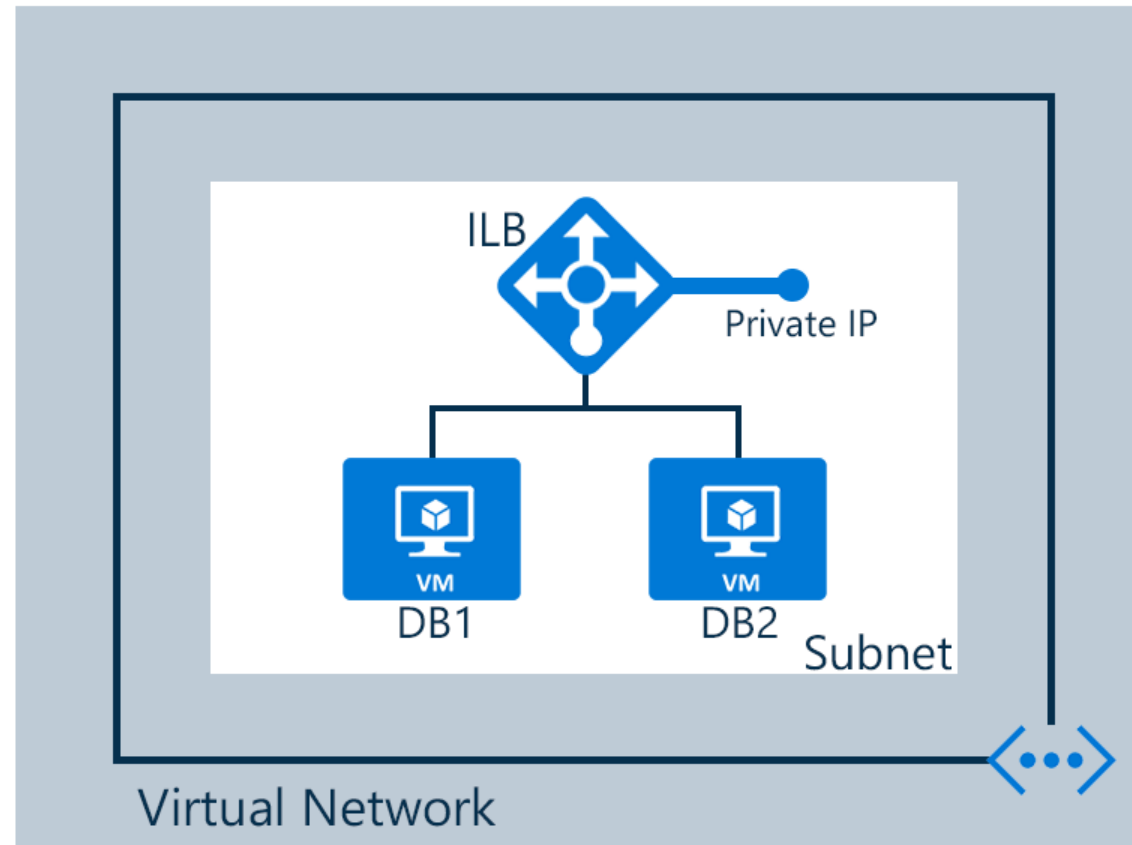 ILB
Private IP
VM
DB1
VM
DB2
Subnet
Virtual Network